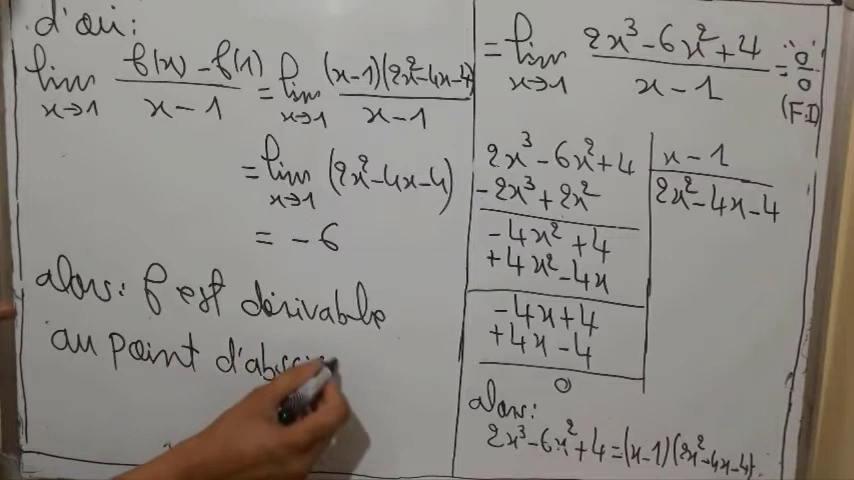 d'où:
lim x→1 (f(x) - f(1))/(x - 1) = lim x→1 ((x-1)(2x²-4x-4))/(x-1)
= lim x→1 (2x²-4x-4)
= -6
alors: f est dérivable
au point d'absci
= lim x→1 (2x³-6x²+4)/(x-1) = "0/0" (F.I)
2x³-6x²+4 | x-1
-2x³+2x² | 2x²-4x-4
-4x²+4
+4x²-4x
-4x+4
+4x-4
0
alors:
2x³-6x²+4=(x-1)(2x²-4x-4).